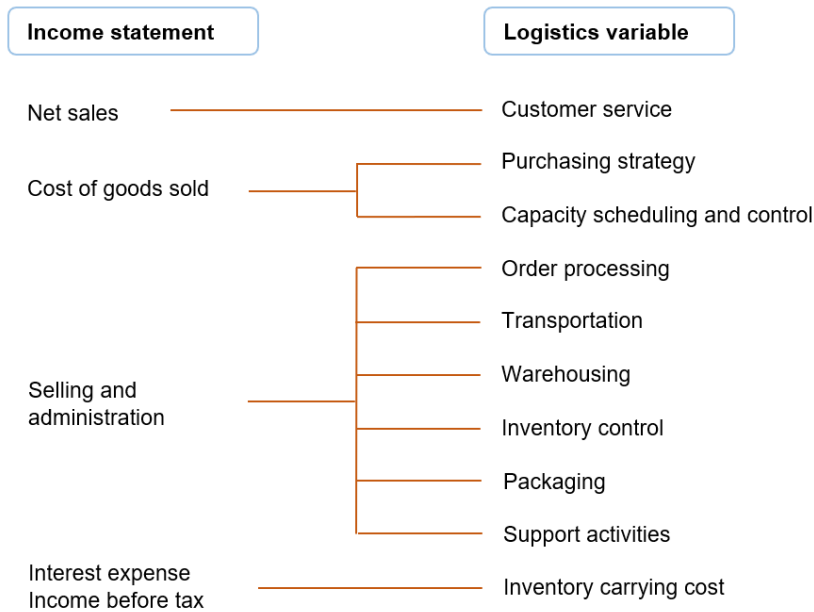 Income statement
Logistics variable
Net sales
Customer service
Cost of goods sold
Purchasing strategy
Capacity scheduling and control
Order processing
Transportation
Warehousing
Selling and
administration
Inventory control
Packaging
Support activities
Interest expense
Income before tax
Inventory carrying cost